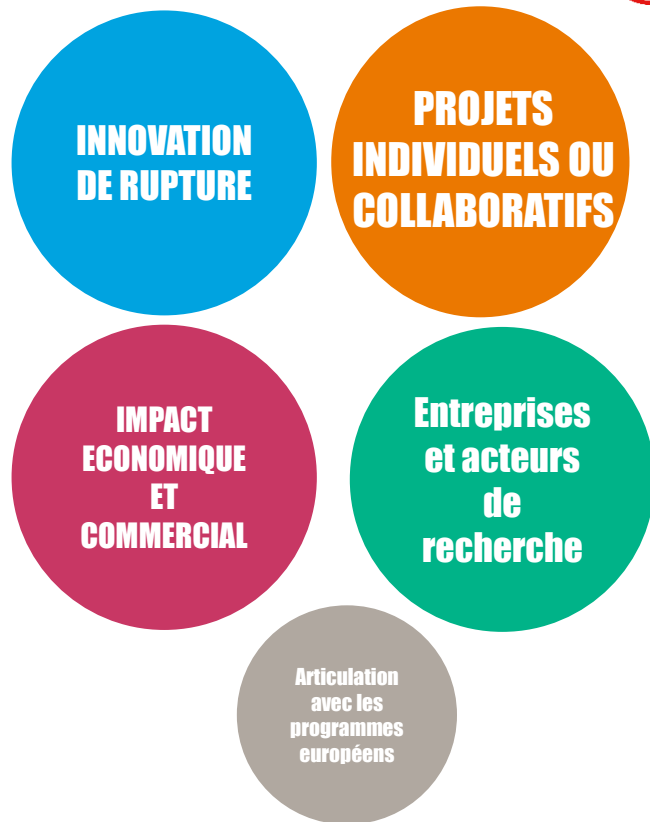 INNOVATION
DE RUPTURE
PROJETS
INDIVIDUELS OU
COLLABORATIFS
IMPACT
ECONOMIQUE
ET
COMMERCIAL
Entreprises
et acteurs
de
recherche
Articulation
avec les
programmes
européens